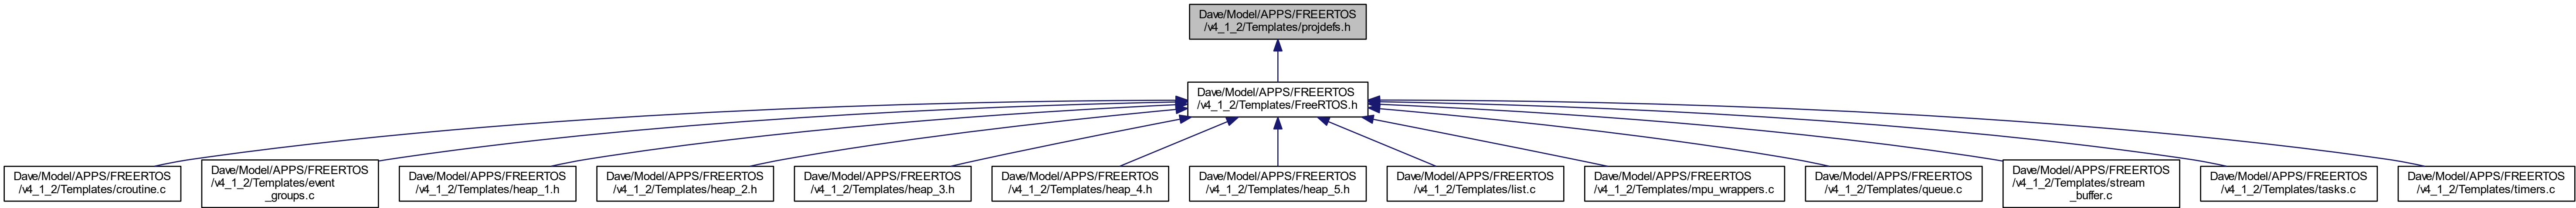 Dave/Model/APPS/FREERTOS
/v4_1_2/Templates/projdefs.h
Dave/Model/APPS/FREERTOS
/v4_1_2/Templates/FreeRTOS.h
Dave/Model/APPS/FREERTOS
/v4_1_2/Templates/croutine.c
Dave/Model/APPS/FREERTOS
/v4_1_2/Templates/event
_groups.c
Dave/Model/APPS/FREERTOS
/v4_1_2/Templates/heap_1.h
Dave/Model/APPS/FREERTOS
/v4_1_2/Templates/heap_2.h
Dave/Model/APPS/FREERTOS
/v4_1_2/Templates/heap_3.h
Dave/Model/APPS/FREERTOS
/v4_1_2/Templates/heap_4.h
Dave/Model/APPS/FREERTOS
/v4_1_2/Templates/heap_5.h
Dave/Model/APPS/FREERTOS
/v4_1_2/Templates/list.c
Dave/Model/APPS/FREERTOS
/v4_1_2/Templates/mpu_wrappers.c
Dave/Model/APPS/FREERTOS
/v4_1_2/Templates/queue.c
Dave/Model/APPS/FREERTOS
/v4_1_2/Templates/stream
_buffer.c
Dave/Model/APPS/FREERTOS
/v4_1_2/Templates/tasks.c
Dave/Model/APPS/FREERTOS
/v4_1_2/Templates/timers.c